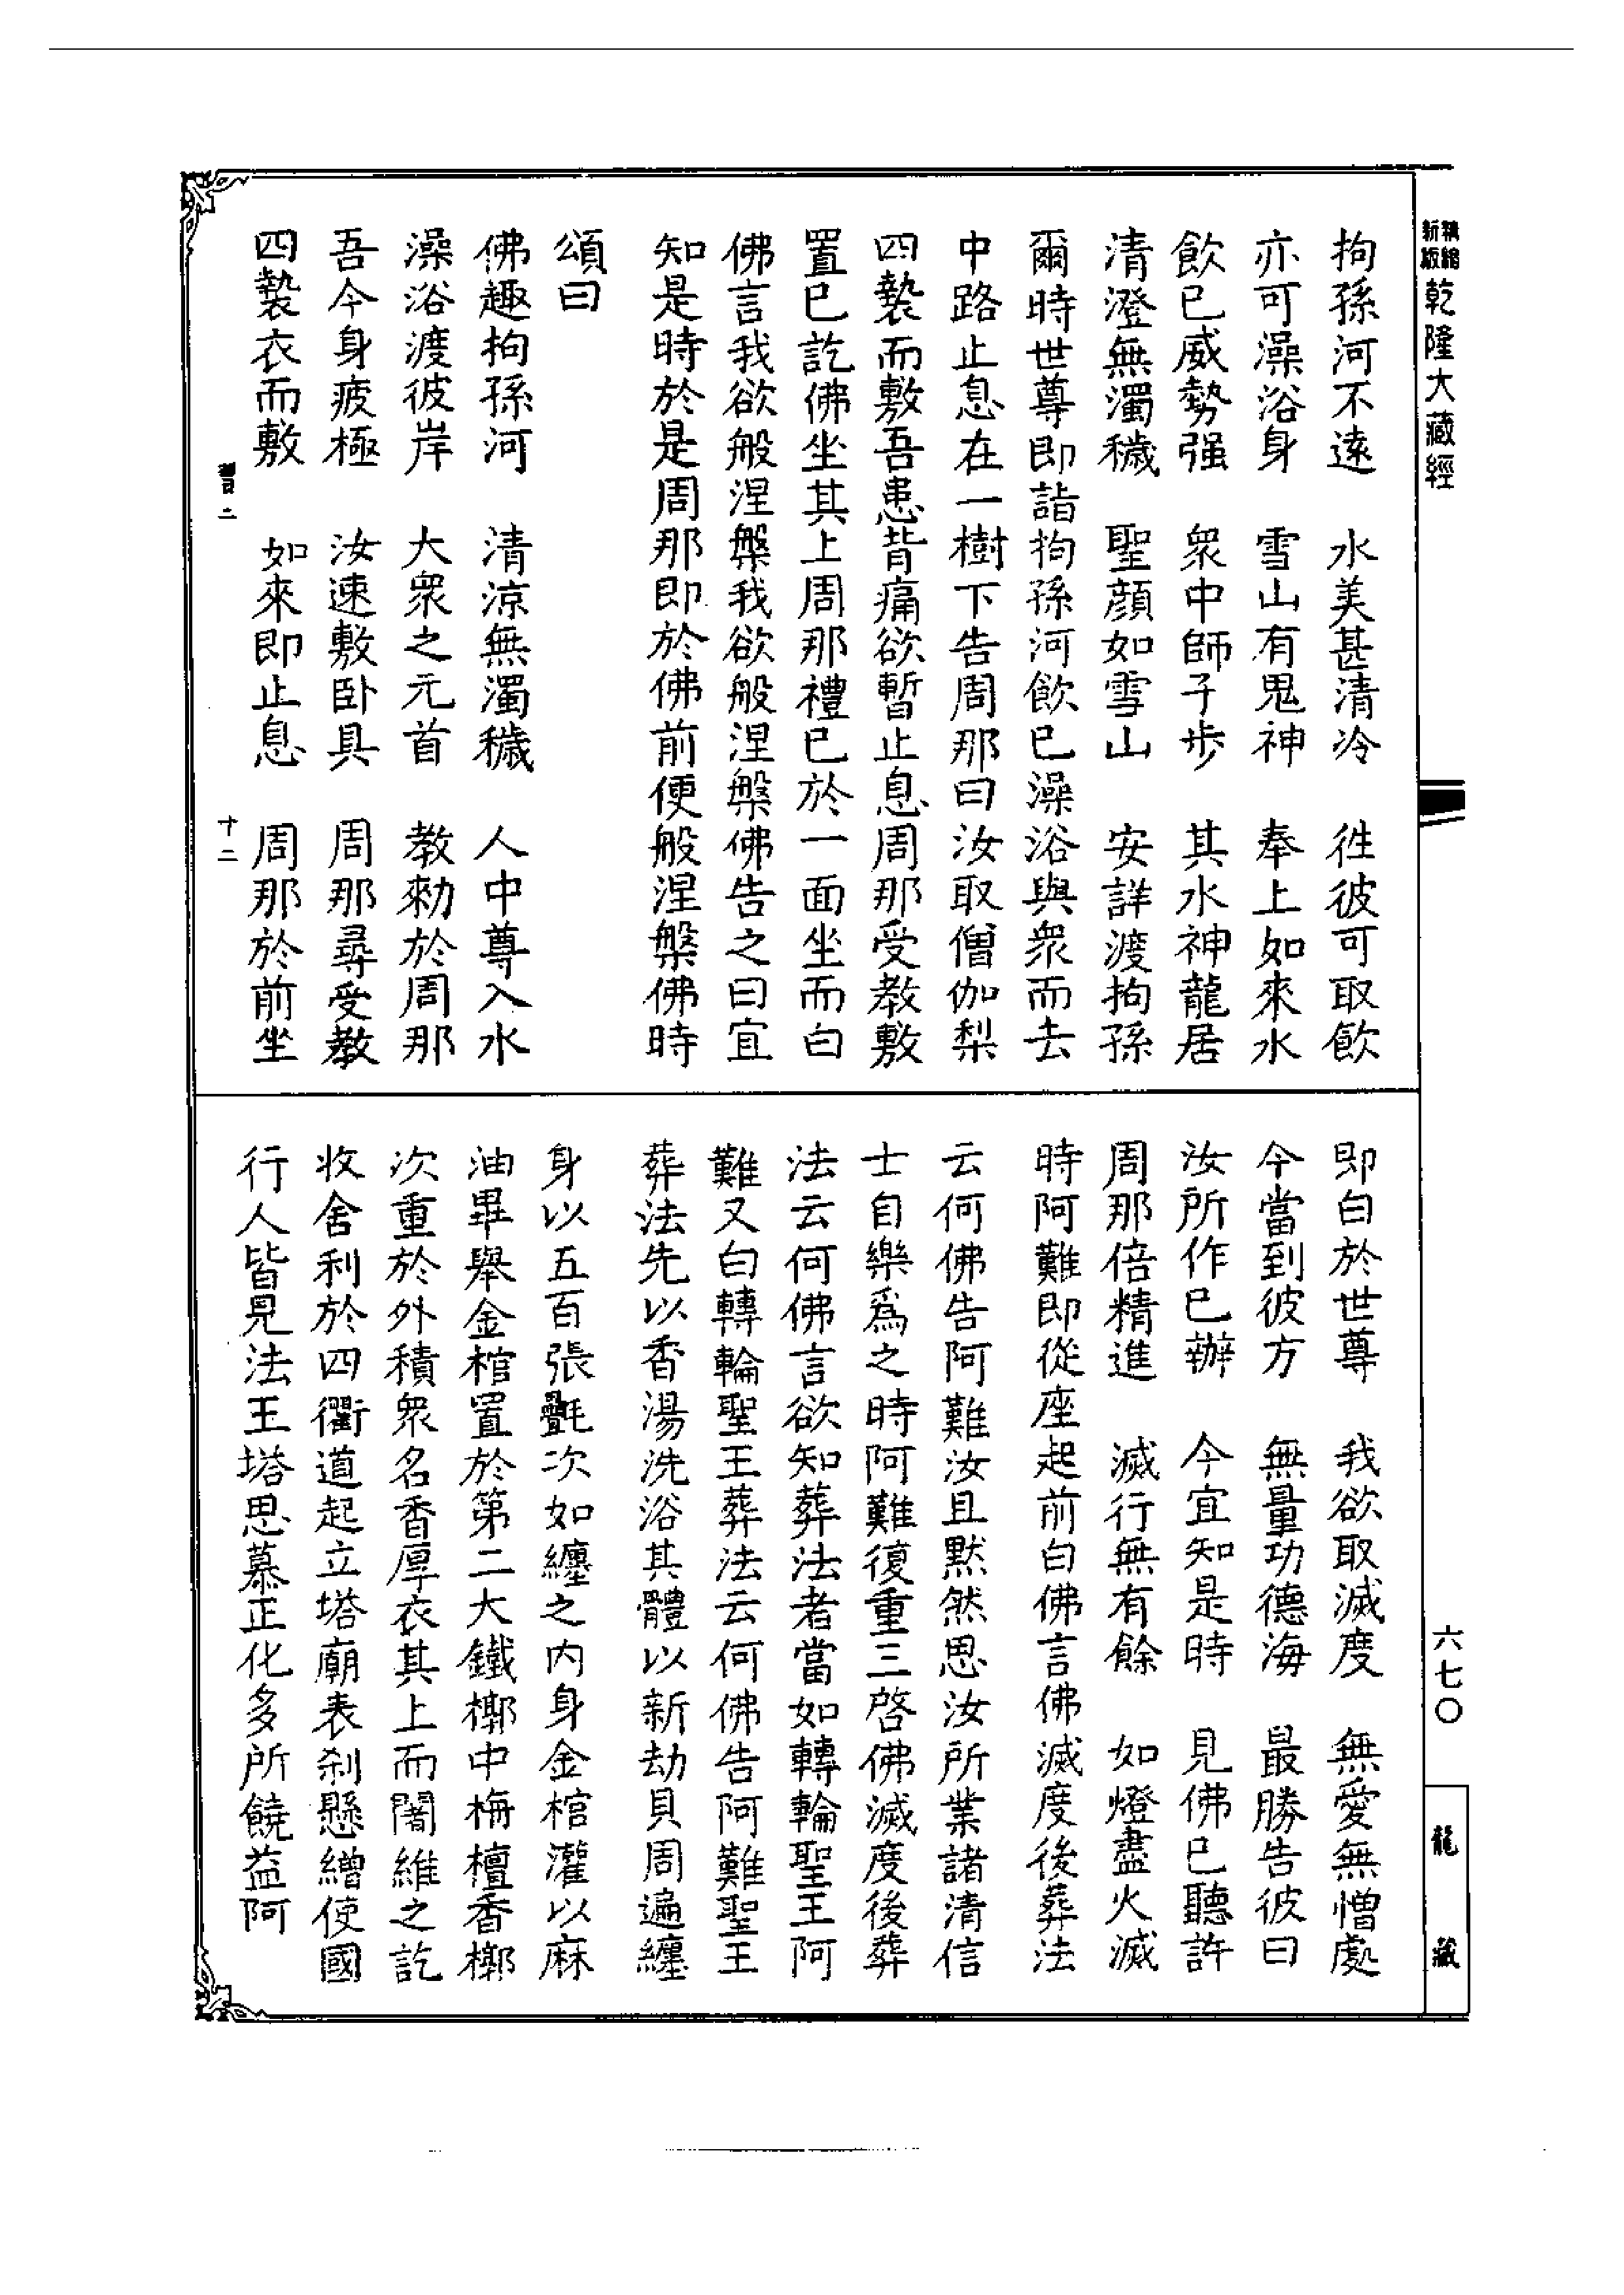 新版 乾隆大藏經
拘孫河不遠　水美甚清冷　徃彼可取飲
亦可澡浴身　雪山有鬼神　奉上如來水
飲已威勢强　衆中師子步　其水神龍居
清澄無濁穢　聖顔如雪山　安詳渡拘孫
爾時世尊即詣拘孫河飲已澡浴與衆而去
中路止息在一樹下告周那曰汝取僧伽梨
四褺而敷吾患背痛欲暫止息周那受教敷
置已訖佛坐其上周那禮已於一面坐而白
佛言我欲般涅槃我欲般涅槃佛告之曰宜
知是時於是周那即於佛前便般涅槃佛時
頌曰
佛趣拘孫河　清涼無濁穢　人中尊入水
澡浴渡彼岸　大衆之元首　教勑於周那
吾今身疲極　汝速敷卧具　周那尋受教
四褺衣而敷　如來即止息　周那於前坐
二　十二
即白於世尊　我欲取滅度　無愛無憎處
今當到彼方　無量功德海　最勝告彼曰
汝所作已辦　今宜知是時　見佛已聽許
周那倍精進　滅行無有餘　如燈盡火滅
時阿難即從座起前白佛言佛滅度後葬法
云何佛告阿難汝且默然思汝所業諸清信
士自樂爲之時阿難復重三啓佛滅度後葬
法云何佛言欲知葬法者當如轉輪聖王阿
難又白轉輪聖王葬法云何佛告阿難聖王
葬法先以香湯洗浴其體以新劫貝周遍纏
身以五百張氎次如纏之内身金棺灌以麻
油畢舉金棺置於第二大鐵槨中栴檀香槨
次重於外積衆名香厚衣其上而闍維之訖
收舍利於四衢道起立塔廟表刹懸繒使國
行人皆見法王塔思慕正化多所饒益阿
六七〇
龍藏